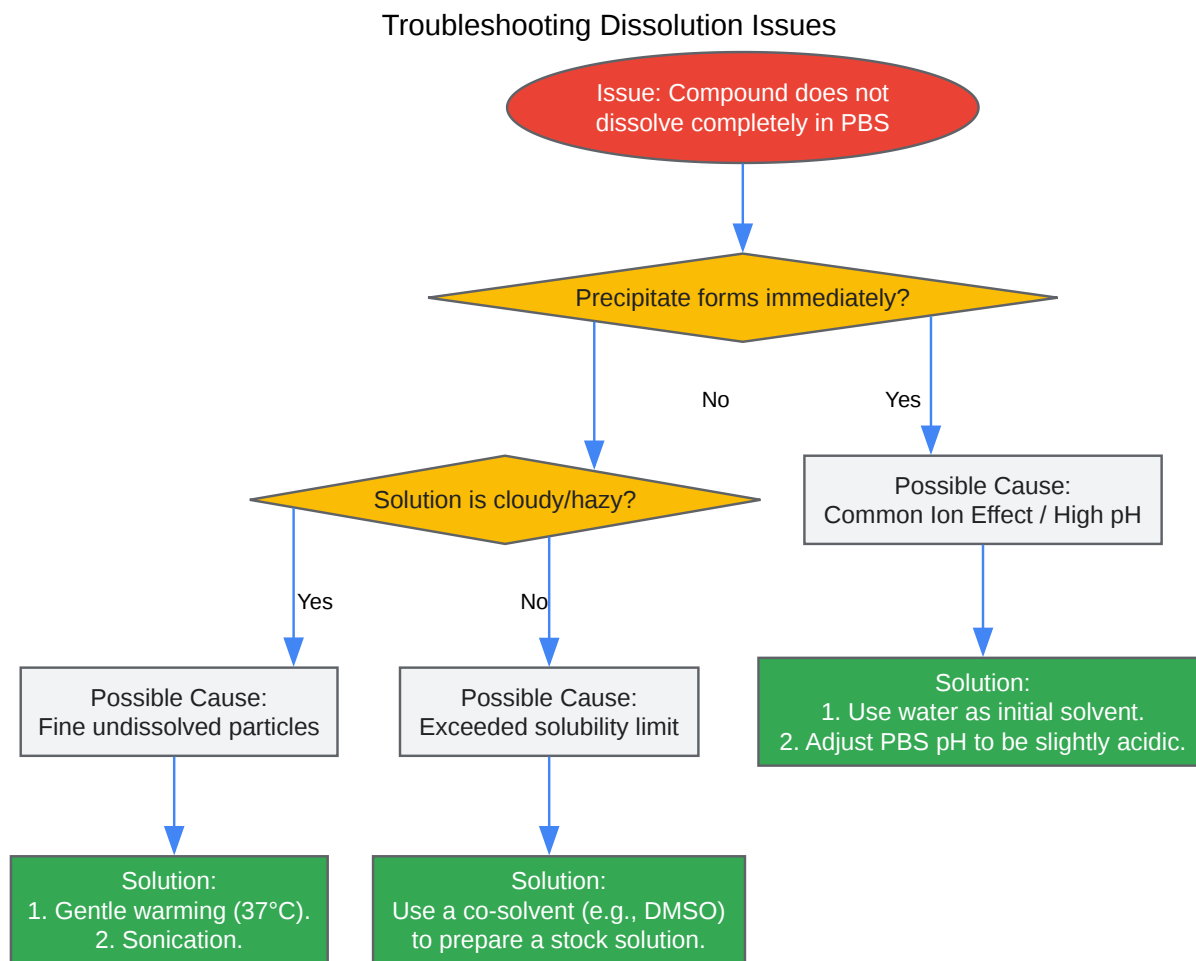 Troubleshooting Dissolution Issues
Issue: Compound does not
dissolve completely in PBS
Precipitate forms immediately?
No
Yes
Solution is cloudy/hazy?
Possible Cause:
Common Ion Effect / High pH
Yes
No
Possible Cause:
Fine undissolved particles
Possible Cause:
Exceeded solubility limit
Solution:
1. Use water as initial solvent.
2. Adjust PBS pH to be slightly acidic.
Solution:
1. Gentle warming (37°C).
2. Sonication.
Solution:
Use a co-solvent (e.g., DMSO)
to prepare a stock solution.